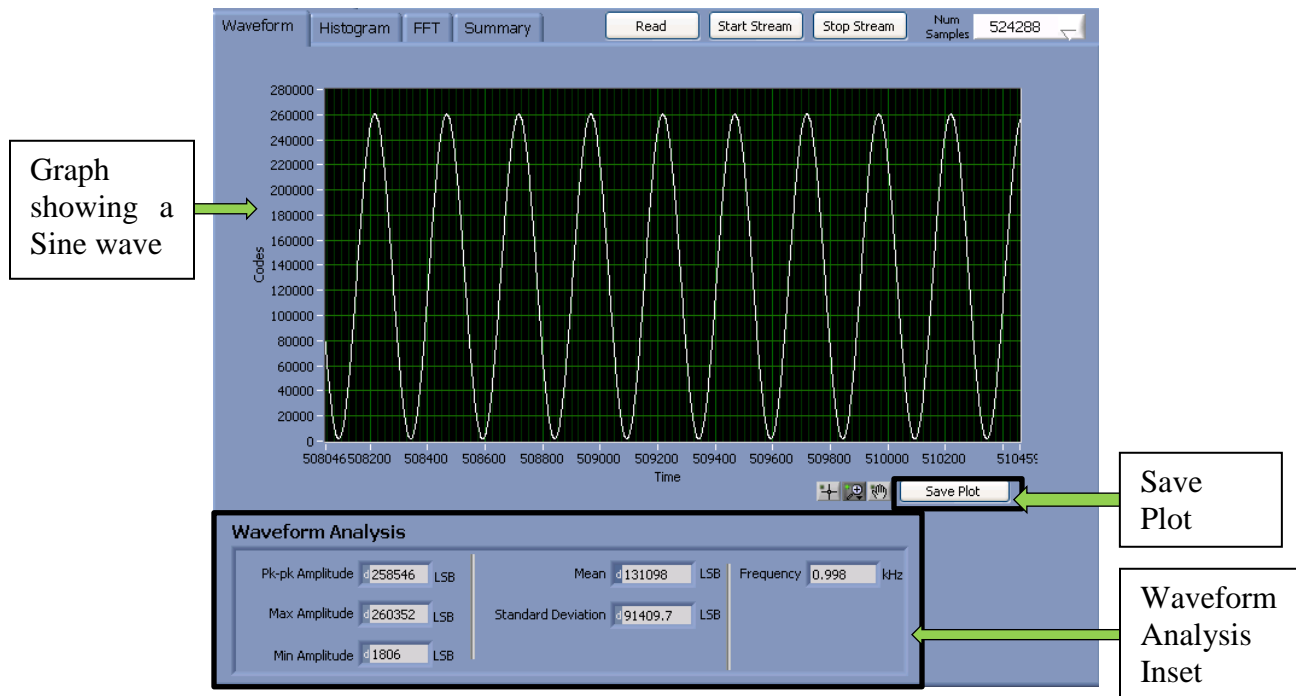 Waveform Histogram FFT Summary Read Start Stream Stop Stream Num Samples 524288
280000
260000
240000
220000
200000
180000
160000
140000
120000
100000
80000
60000
40000
20000
0
Codes
508046 508200 508400 508600 508800 509000 509200 509400 509600 509800 510000 510200 510459
Time
Save Plot
Graph
showing a
Sine wave
Save
Plot
Waveform Analysis
Pk-pk Amplitude d 258546 LSB Mean d 131098 LSB Frequency 0.998 kHz
Max Amplitude d 260352 LSB Standard Deviation d 91409.7 LSB
Min Amplitude d 1806 LSB
Waveform
Analysis
Inset